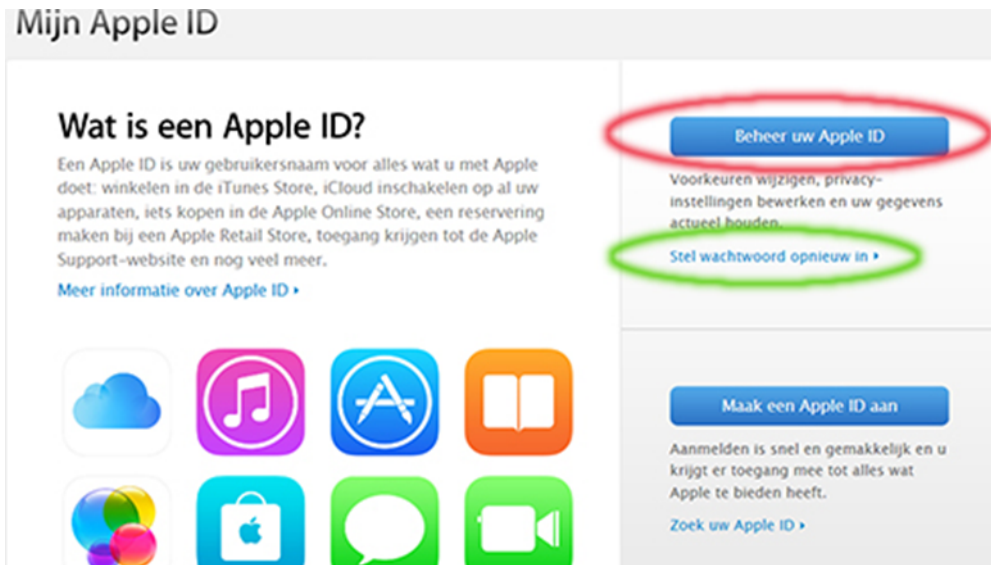 Mijn Apple ID
Wat is een Apple ID?
Een Apple ID is uw gebruikersnaam voor alles wat u met Apple
doet: winkelen in de iTunes Store, iCloud inschakelen op al uw
apparaten, iets kopen in de Apple Online Store, een reservering
maken bij een Apple Retail Store, toegang krijgen tot de Apple
Support-website en nog veel meer.
Meer informatie over Apple ID ▸
Beheer uw Apple ID
Voorkeuren wijzigen, privacy-
instellingen bewerken en uw gegevens
actueel houden.
Stel wachtwoord opnieuw in ▸
Maak een Apple ID aan
Aanmelden is snel en gemakkelijk en u
krijgt er toegang mee tot alles wat
Apple te bieden heeft.
Zoek uw Apple ID ▸